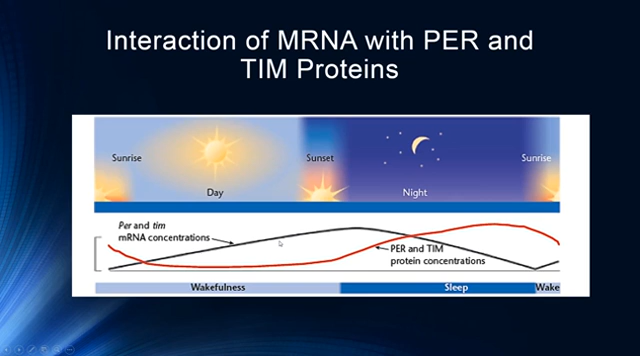 Interaction of MRNA with PER and
TIM Proteins
Sunrise
Sunset
Sunrise
Day
Night
Per and tim
mRNA concentrations
PER and TIM
protein concentrations
Wakefulness
Sleep
Wake